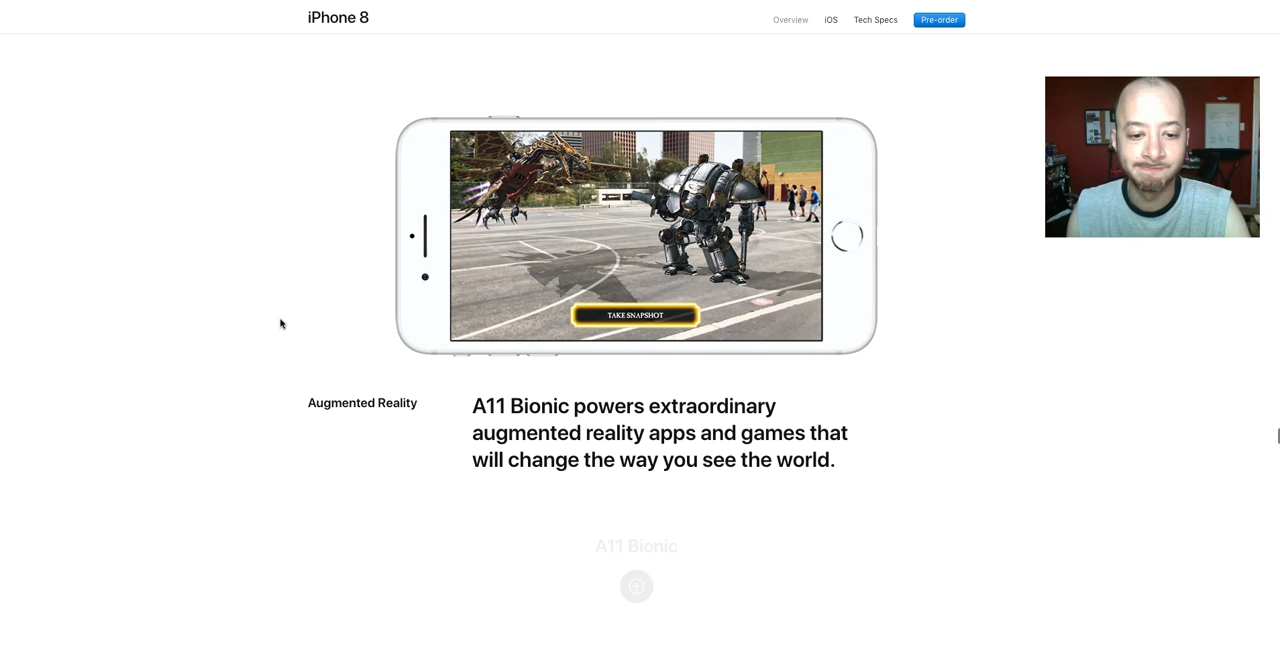 iPhone 8
Overview iOS Tech Specs Pre-order
TAKE SNAPSHOT
Augmented Reality
A11 Bionic powers extraordinary
augmented reality apps and games that
will change the way you see the world.
A11 Bionic